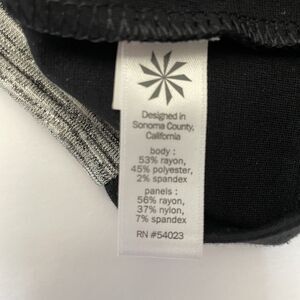 Designed in
Sonoma County,
California
body :
53% rayon,
45% polyester,
2% spandex
panels :
56% rayon,
37% nylon,
7% spandex
RN #54023